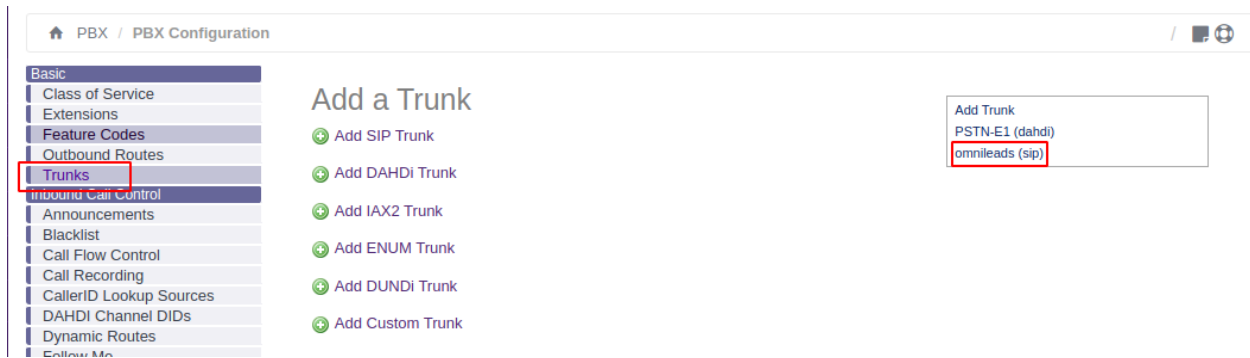 PBX / PBX Configuration /
Basic
Class of Service
Extensions
Feature Codes
Outbound Routes
Trunks
Inbound Call Control
Announcements
Blacklist
Call Flow Control
Call Recording
CallerID Lookup Sources
DAHDI Channel DIDs
Dynamic Routes
Follow Me
Add a Trunk
Add SIP Trunk
Add DAHDi Trunk
Add IAX2 Trunk
Add ENUM Trunk
Add DUNDi Trunk
Add Custom Trunk
Add Trunk
PSTN-E1 (dahdi)
omnileads (sip)